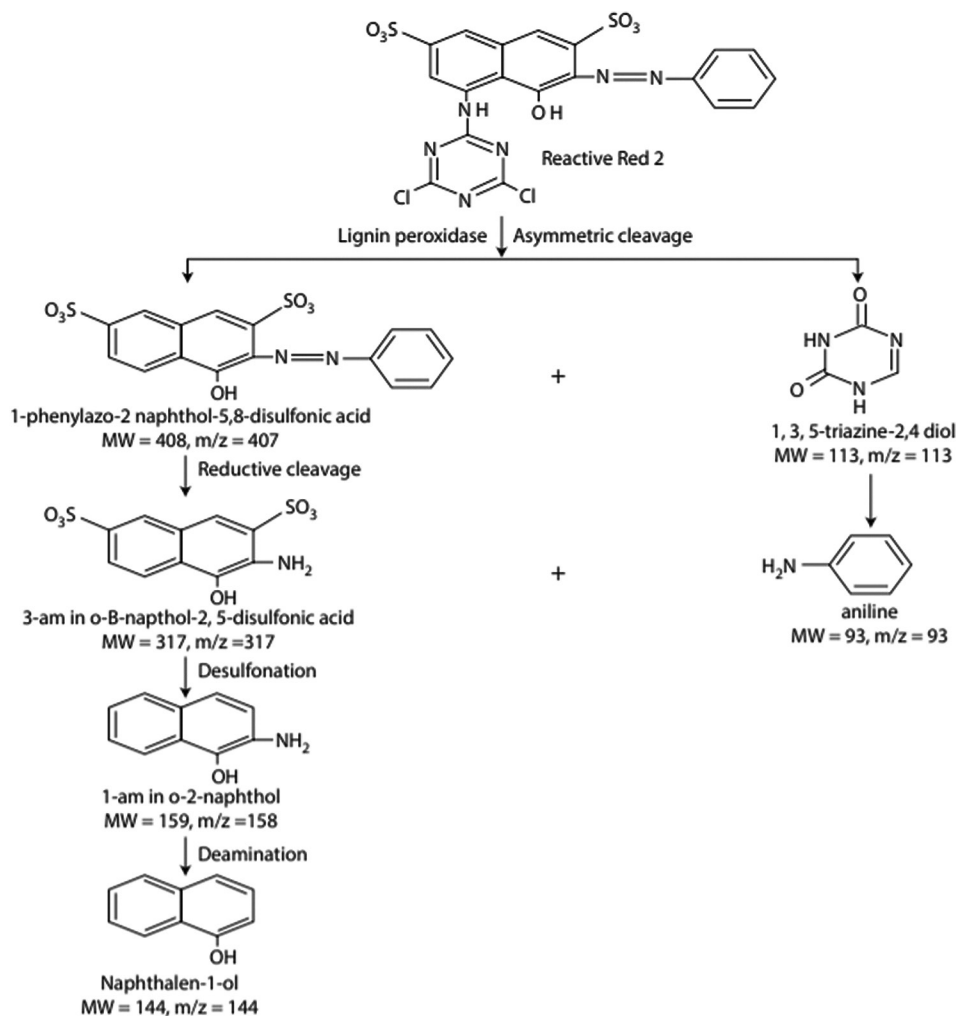 O₃S
SO₃
N
N
NH
OH
N
N
Reactive Red 2
Cl
N
Cl
Lignin peroxidase
Asymmetric cleavage
O₃S
SO₃
N
N
OH
1-phenylazo-2 naphthol-5,8-disulfonic acid
MW = 408, m/z = 407
+
O
HN
N
O
N
H
1, 3, 5-triazine-2,4 diol
MW = 113, m/z = 113
Reductive cleavage
O₃S
SO₃
NH₂
OH
3-am in o-B-napthol-2, 5-disulfonic acid
MW = 317, m/z =317
+
H₂N
aniline
MW = 93, m/z = 93
Desulfonation
NH₂
OH
1-am in o-2-naphthol
MW = 159, m/z =158
Deamination
OH
Naphthalen-1-ol
MW = 144, m/z = 144